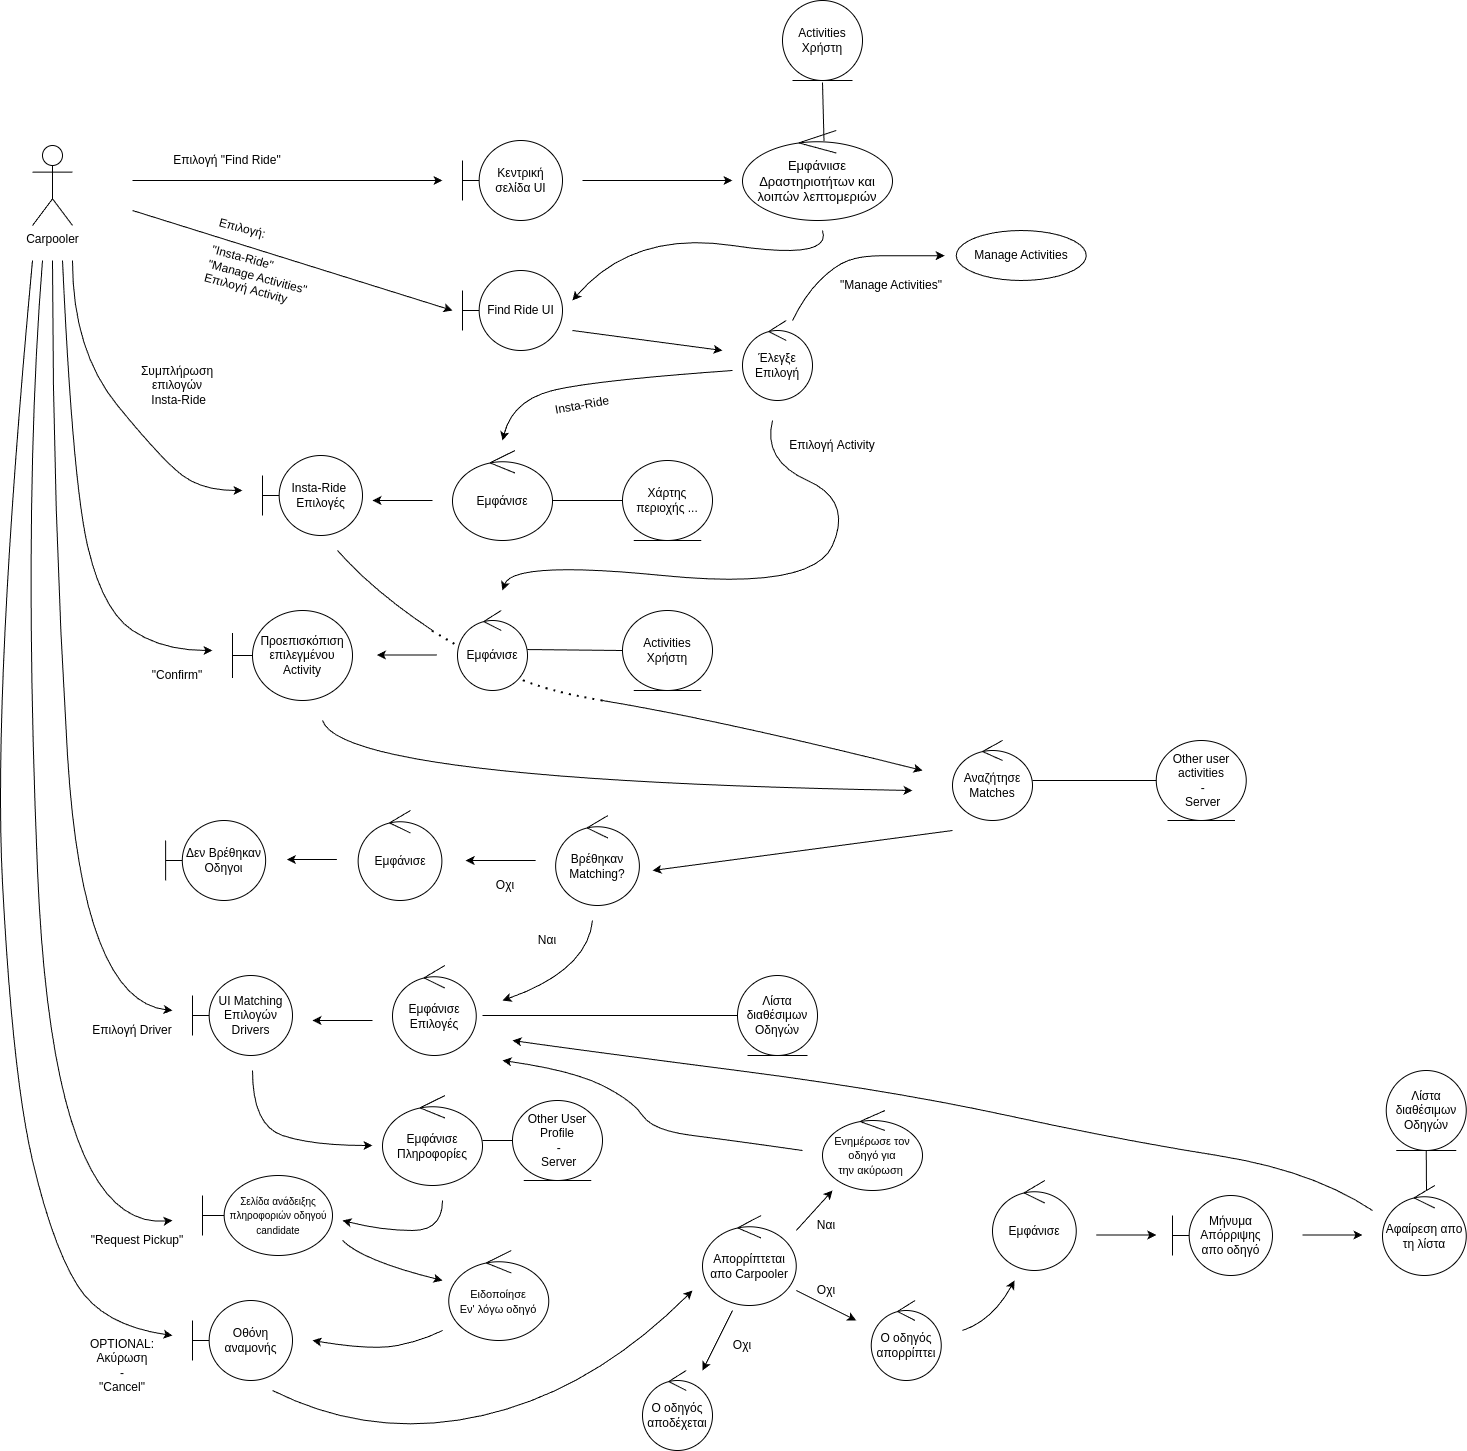 Activities
Χρήστη
Επιλογή "Find Ride"
Κεντρική
σελίδα UI
Εμφάνιισε
Δραστηριοτήτων και
λοιπών λεπτομεριών
Carpooler
Επιλογή:
"Insta-Ride"
"Manage Activities"
Επιλογή Activity
Find Ride UI
Manage Activities
"Manage Activities"
Έλεγξε
Επιλογή
Συμπλήρωση
επιλογών
Insta-Ride
Insta-Ride
Επιλογή Activity
Insta-Ride
Επιλογές
Εμφάνισε
Χάρτης
περιοχής ...
Προεπισκόπιση
επιλεγμένου
Activity
Εμφάνισε
Activities
Χρήστη
"Confirm"
Αναζήτησε
Matches
Other user
activities
-
Server
Δεν Βρέθηκαν
Οδηγοι
Εμφάνισε
Οχι
Βρέθηκαν
Matching?
Ναι
UI Matching
Επιλογών
Drivers
Εμφάνισε
Επιλογές
Λίστα
διαθέσιμων
Οδηγών
Επιλογή Driver
Εμφάνισε
Πληροφορίες
Other User
Profile
-
Server
Ενημέρωσε τον
οδηγό για
την ακύρωση
Λίστα
διαθέσιμων
Οδηγών
Σελίδα ανάδειξης
πληροφοριών οδηγού
candidate
"Request Pickup"
Απορρίπτεται
απο Carpooler
Ναι
Εμφάνισε
Μήνυμα
Απόρριψης
απο οδηγό
Αφαίρεση απο
τη λίστα
Ειδοποίησε
Εν' λόγω οδηγό
Οχι
Οθόνη
αναμονής
OPTIONAL:
Ακύρωση
-
"Cancel"
Οχι
Ο οδηγός
απορρίπτει
Ο οδηγός
αποδέχεται